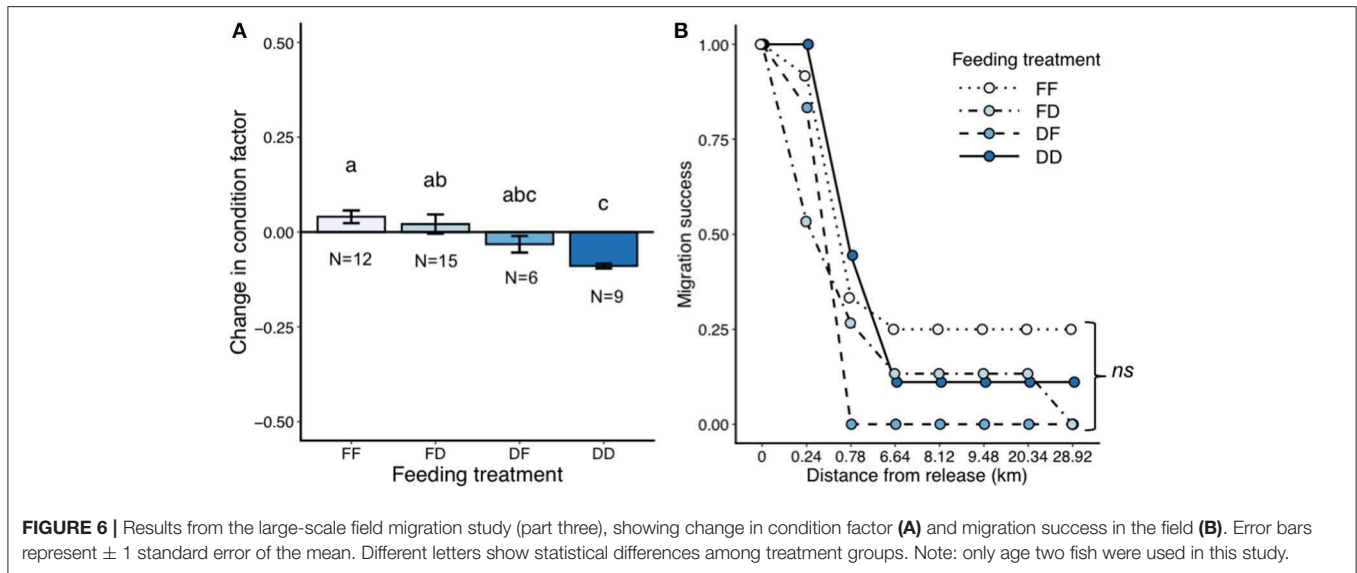 A
0.50
0.25
0.00
−0.25
−0.50
Change in condition factor
a
ab
abc
c
N=12
N=15
N=6
N=9
FF
FD
DF
DD
Feeding treatment
B
1.00
0.75
0.50
0.25
0.00
Migration success
Feeding treatment
FF
FD
DF
DD
ns
0 0.24 0.78 6.64 8.12 9.48 20.34 28.92
Distance from release (km)
FIGURE 6 | Results from the large-scale field migration study (part three), showing change in condition factor (A) and migration success in the field (B). Error bars
represent ± 1 standard error of the mean. Different letters show statistical differences among treatment groups. Note: only age two fish were used in this study.